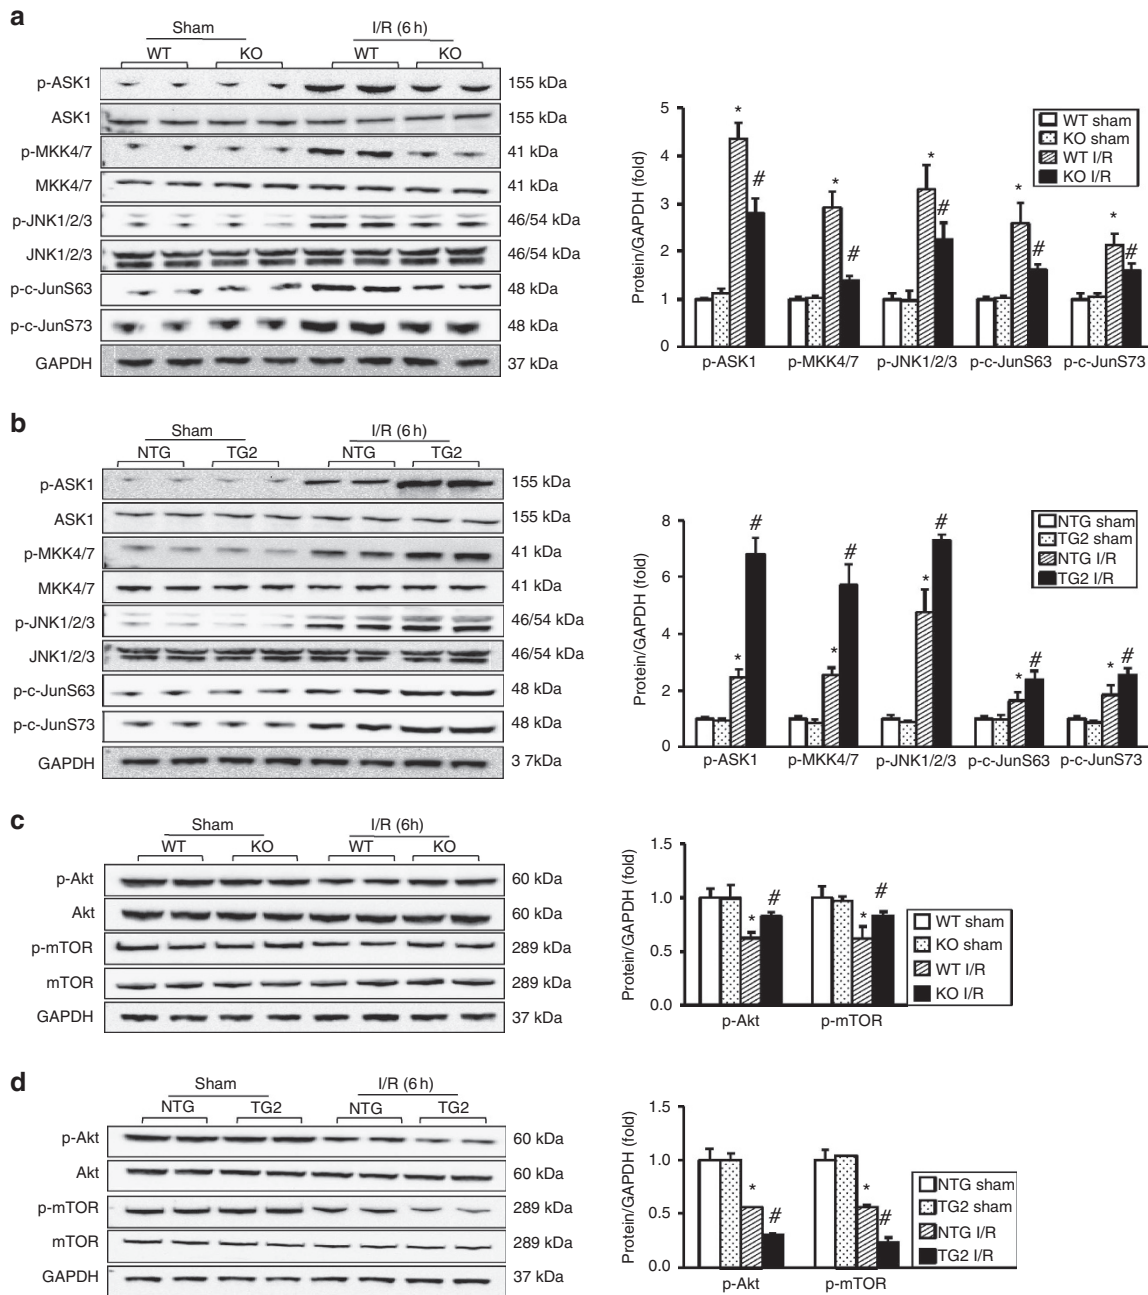 a
Sham
I/R (6 h)
WT
KO
WT
KO
p-ASK1
155 kDa
ASK1
155 kDa
p-MKK4/7
41 kDa
MKK4/7
41 kDa
p-JNK1/2/3
46/54 kDa
JNK1/2/3
46/54 kDa
p-c-JunS63
48 kDa
p-c-JunS73
48 kDa
GAPDH
37 kDa
Protein/GAPDH (fold)
5
4
3
2
1
0
*
#
*
#
*
#
*
#
*
#
WT sham
KO sham
WT I/R
KO I/R
p-ASK1
p-MKK4/7
p-JNK1/2/3
p-c-JunS63
p-c-JunS73
b
Sham
I/R (6 h)
NTG
TG2
NTG
TG2
p-ASK1
155 kDa
ASK1
155 kDa
p-MKK4/7
41 kDa
MKK4/7
41 kDa
p-JNK1/2/3
46/54 kDa
JNK1/2/3
46/54 kDa
p-c-JunS63
48 kDa
p-c-JunS73
48 kDa
GAPDH
3 7kDa
Protein/GAPDH (fold)
8
6
4
2
0
*
#
*
#
*
#
*
#
*
#
NTG sham
TG2 sham
NTG I/R
TG2 I/R
p-ASK1
p-MKK4/7
p-JNK1/2/3
p-c-JunS63
p-c-JunS73
c
Sham
I/R (6h)
WT
KO
WT
KO
p-Akt
60 kDa
Akt
60 kDa
p-mTOR
289 kDa
mTOR
289 kDa
GAPDH
37 kDa
Protein/GAPDH (fold)
1.5
1.0
0.5
0.0
*
#
*
#
WT sham
KO sham
WT I/R
KO I/R
p-Akt
p-mTOR
d
Sham
I/R (6 h)
NTG
TG2
NTG
TG2
p-Akt
60 kDa
Akt
60 kDa
p-mTOR
289 kDa
mTOR
289 kDa
GAPDH
37 kDa
Protein/GAPDH (fold)
1.5
1.0
0.5
0.0
*
#
*
#
NTG sham
TG2 sham
NTG I/R
TG2 I/R
p-Akt
p-mTOR